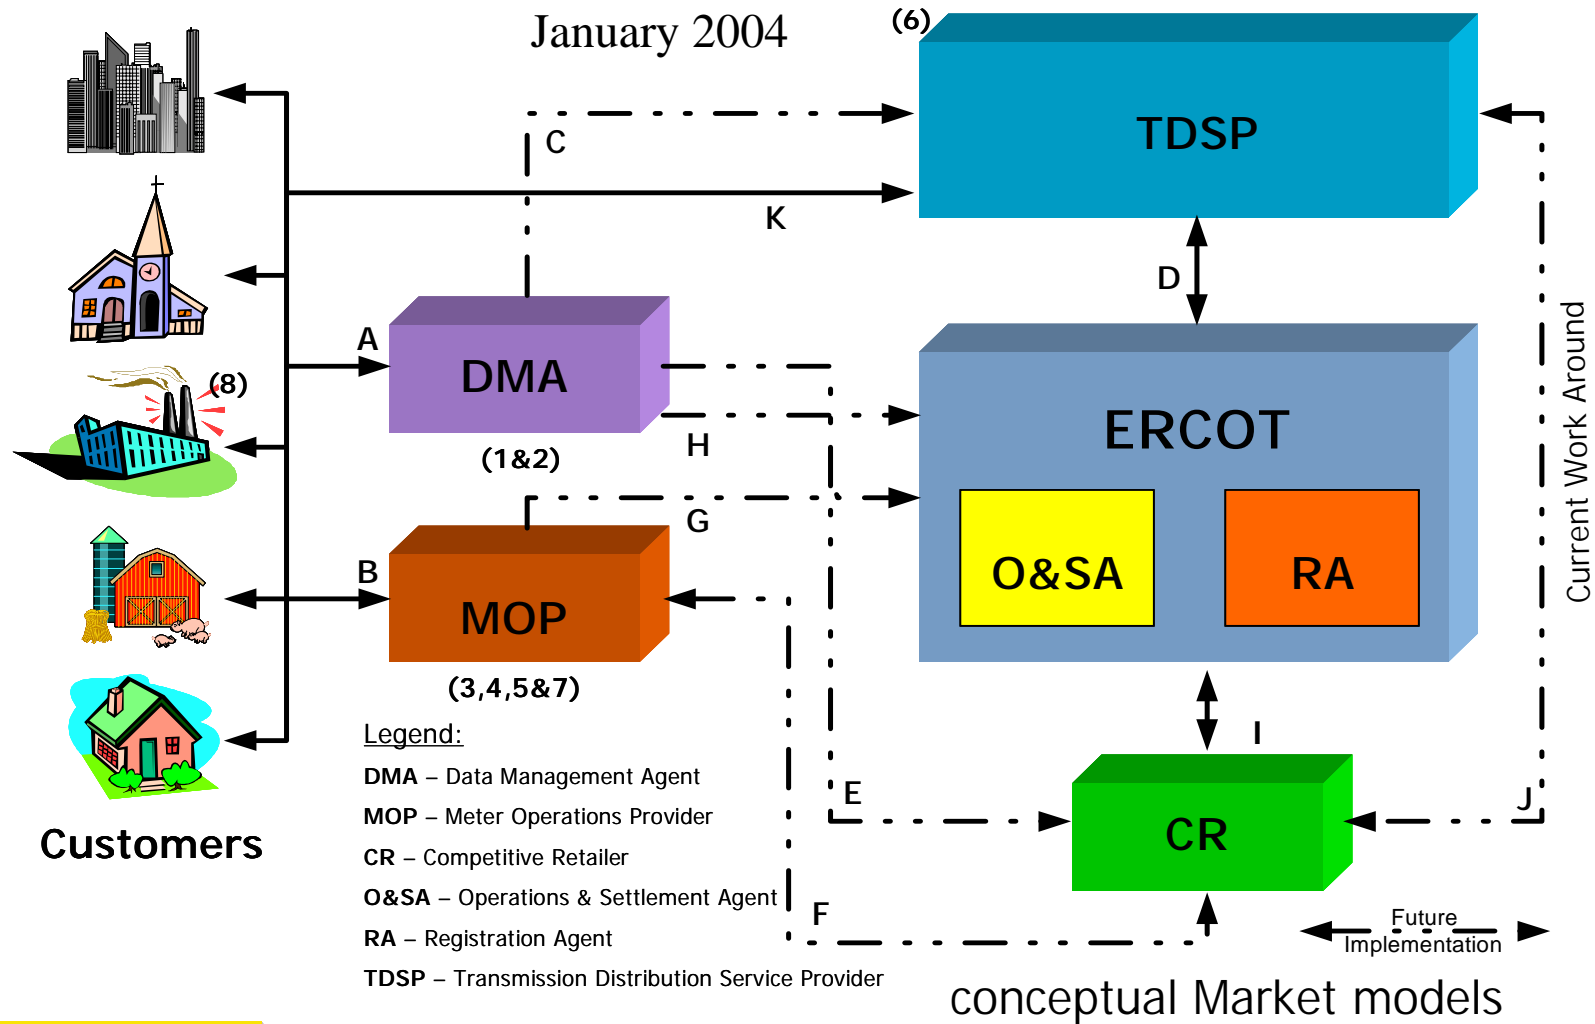 January 2004
(6)
TDSP
C
K
D
A
DMA
(8)
H
ERCOT
(1&2)
G
O&SA
RA
B
MOP
(3,4,5&7)
Current Work Around
Legend:
DMA – Data Management Agent
MOP – Meter Operations Provider
CR – Competitive Retailer
O&SA – Operations & Settlement Agent
RA – Registration Agent
TDSP – Transmission Distribution Service Provider
Customers
I
E
J
CR
F
Future
Implementation
conceptual Market models